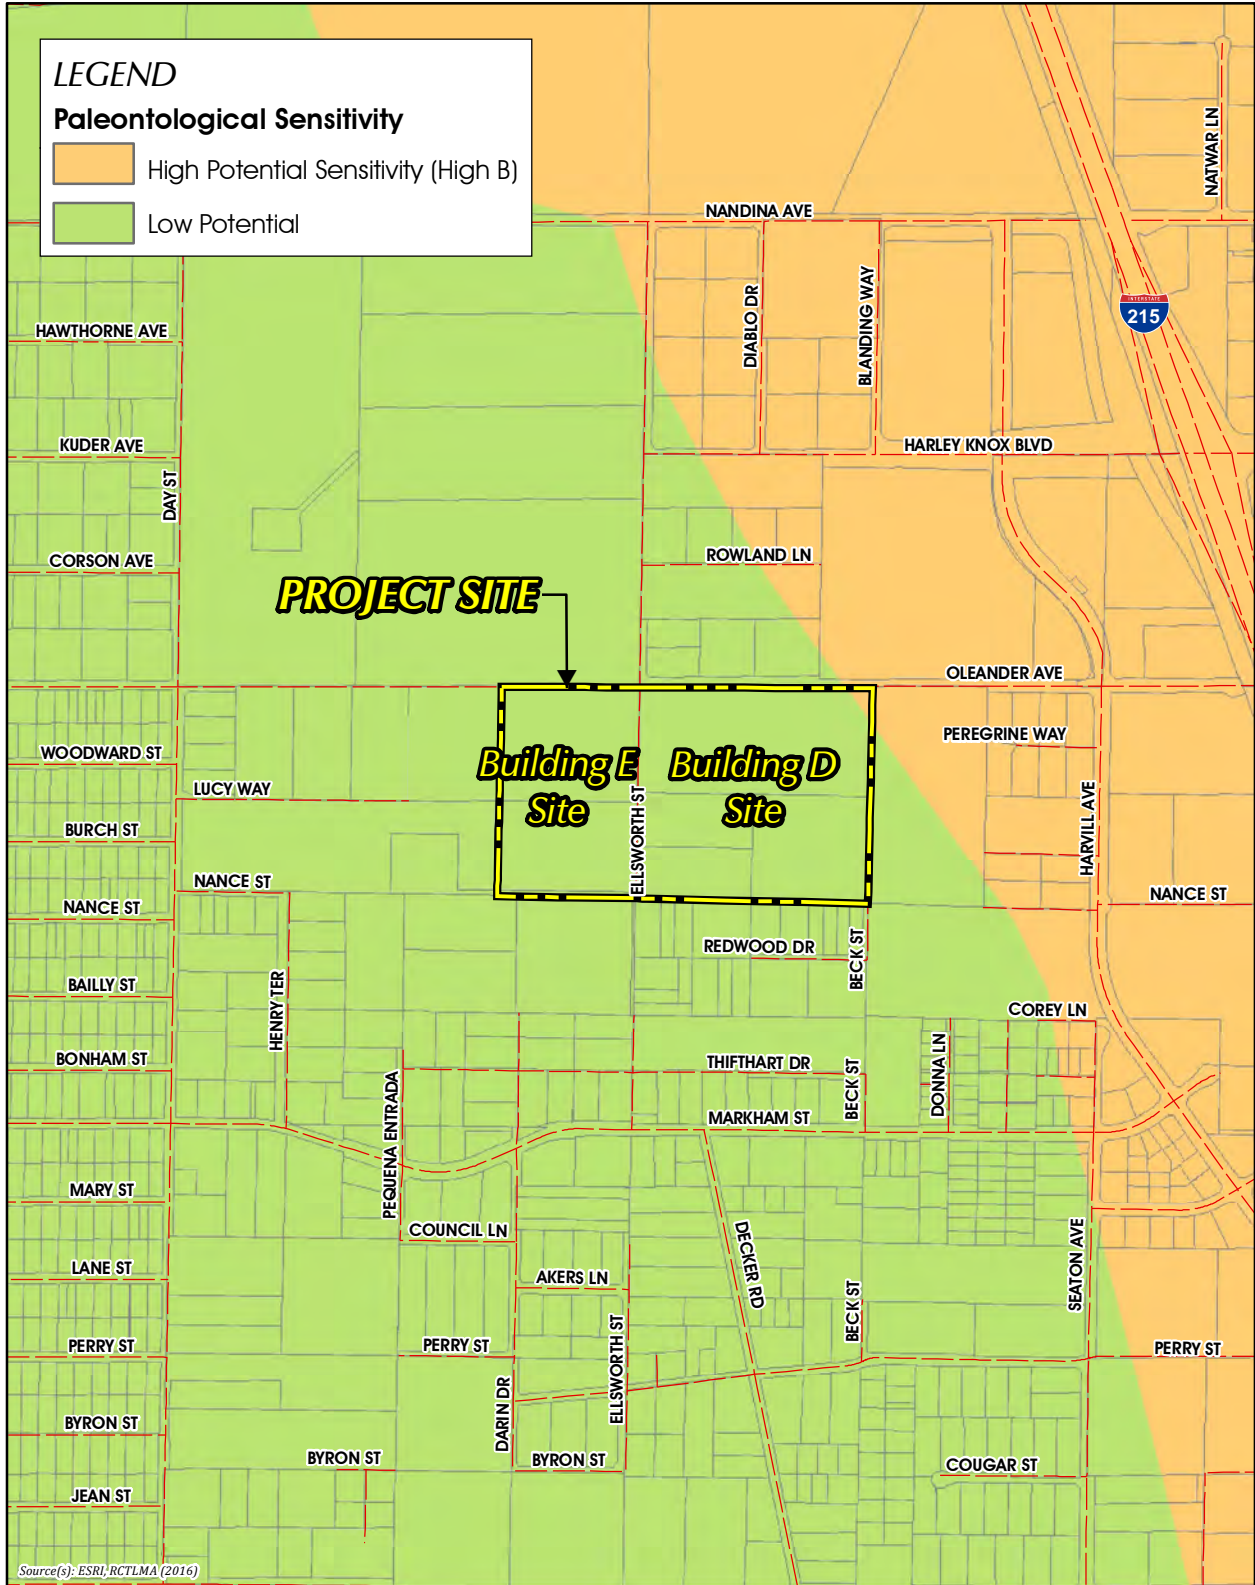 LEGEND
Paleontological Sensitivity
High Potential Sensitivity (High B)
Low Potential
NATWAR LN
NANDINA AVE
INTERSTATE
215
DIABLO DR
BLANDING WAY
HAWTHORNE AVE
KUDER AVE
HARLEY KNOX BLVD
DAY ST
CORSON AVE
ROWLAND LN
PROJECT SITE
OLEANDER AVE
PEREGRINE WAY
WOODWARD ST
Building E
Site
Building D
Site
LUCY WAY
ELLSWORTH ST
HARVILL AVE
BURCH ST
NANCE ST
NANCE ST
NANCE ST
REDWOOD DR
BECK ST
BAILLY ST
HENRY TER
COREY LN
BONHAM ST
THIFTHART DR
BECK ST
DONNA LN
PEQUENA ENTRADA
MARKHAM ST
MARY ST
COUNCIL LN
DECKER RD
SEATON AVE
LANE ST
AKERS LN
BECK ST
PERRY ST
PERRY ST
ELLSWORTH ST
PERRY ST
DARIN DR
BYRON ST
BYRON ST
BYRON ST
COUGAR ST
JEAN ST
Source(s): ESRI, RCTLMA (2016)